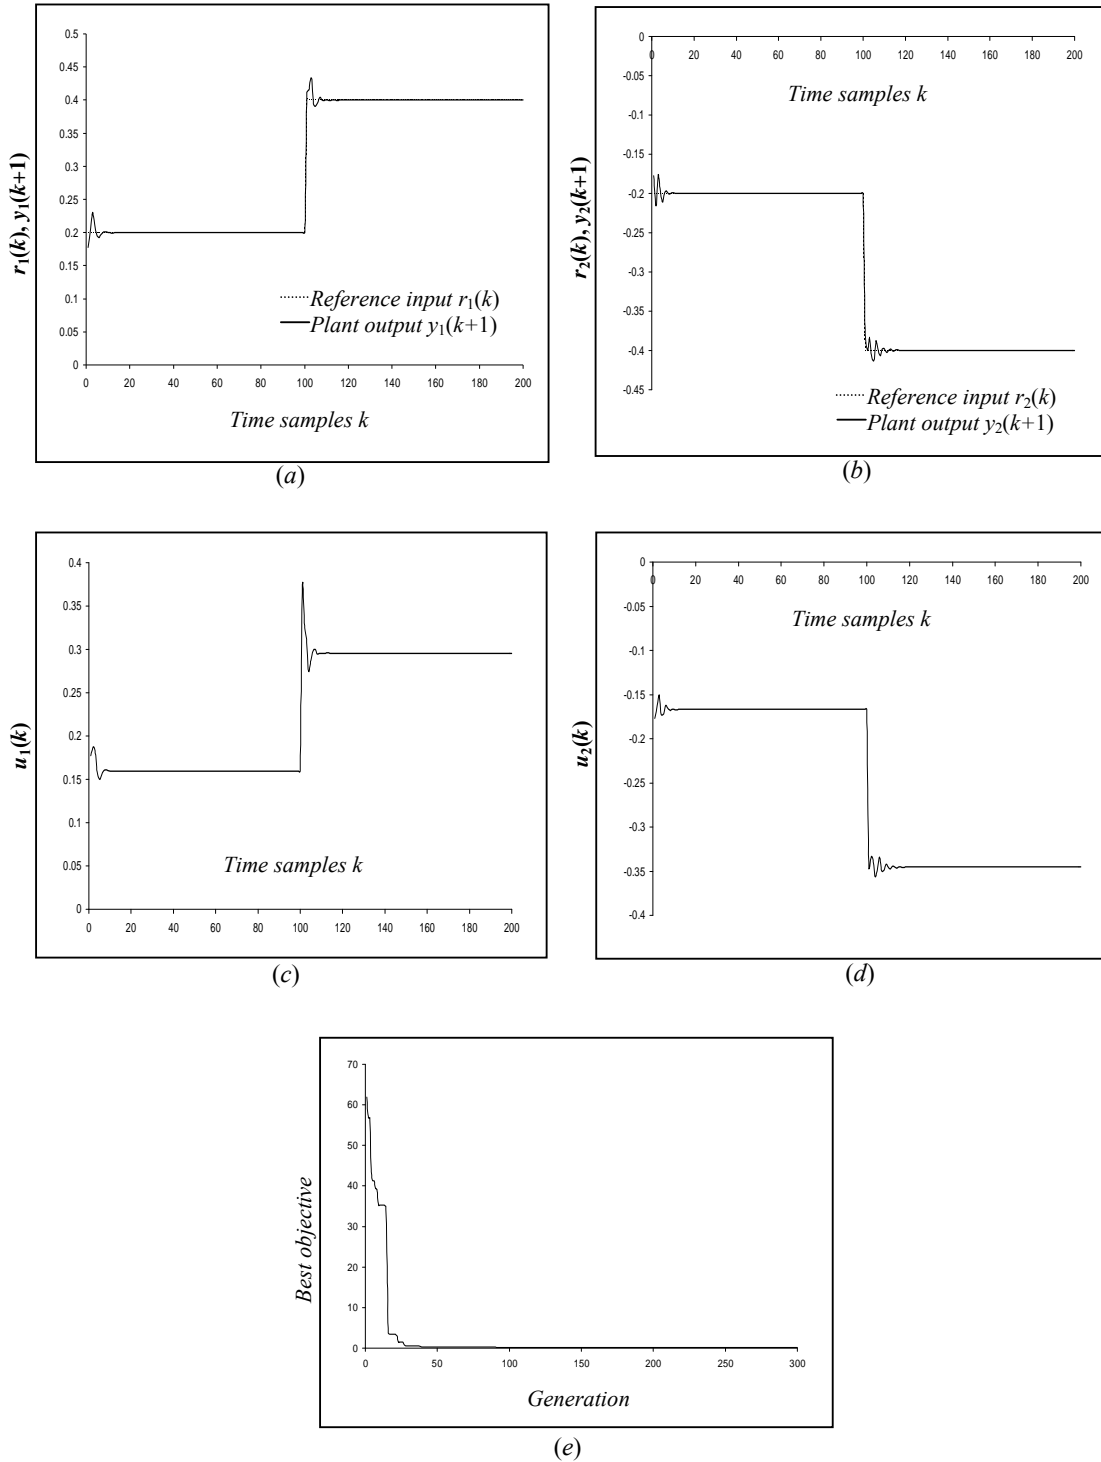 r1(k), y1(k+1)
0.5
0.45
0.4
0.35
0.3
0.25
0.2
0.15
0.1
0.05
0
0 20 40 60 80 100 120 140 160 180 200
Reference input r1(k)
Plant output y1(k+1)
Time samples k
(a)
r2(k), y2(k+1)
0
-0.05
-0.1
-0.15
-0.2
-0.25
-0.3
-0.35
-0.4
-0.45
0 20 40 60 80 100 120 140 160 180 200
Time samples k
Reference input r2(k)
Plant output y2(k+1)
(b)
u1(k)
0.4
0.35
0.3
0.25
0.2
0.15
0.1
0.05
0
0 20 40 60 80 100 120 140 160 180 200
Time samples k
(c)
u2(k)
0
-0.05
-0.1
-0.15
-0.2
-0.25
-0.3
-0.35
-0.4
0 20 40 60 80 100 120 140 160 180 200
Time samples k
(d)
Best objective
70
60
50
40
30
20
10
0
0 50 100 150 200 250 300
Generation
(e)